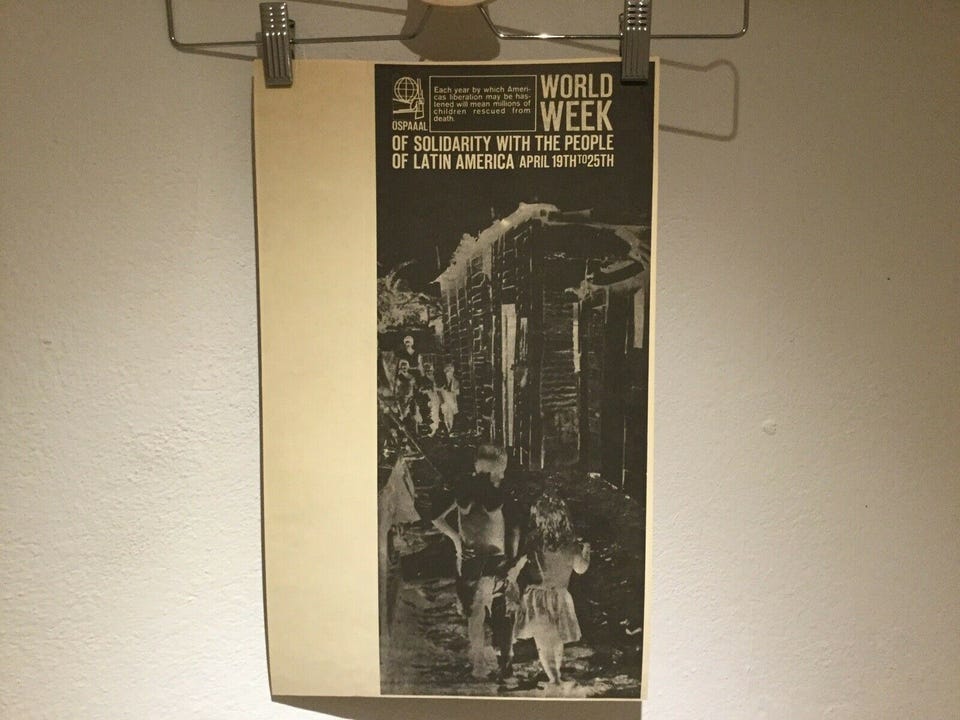 Each year by which Ameri-
cas liberation may be has-
tened will mean millions of
children rescued from
death.
OSPAAAL
WORLD
WEEK
OF SOLIDARITY WITH THE PEOPLE
OF LATIN AMERICA APRIL 19TH TO 25TH